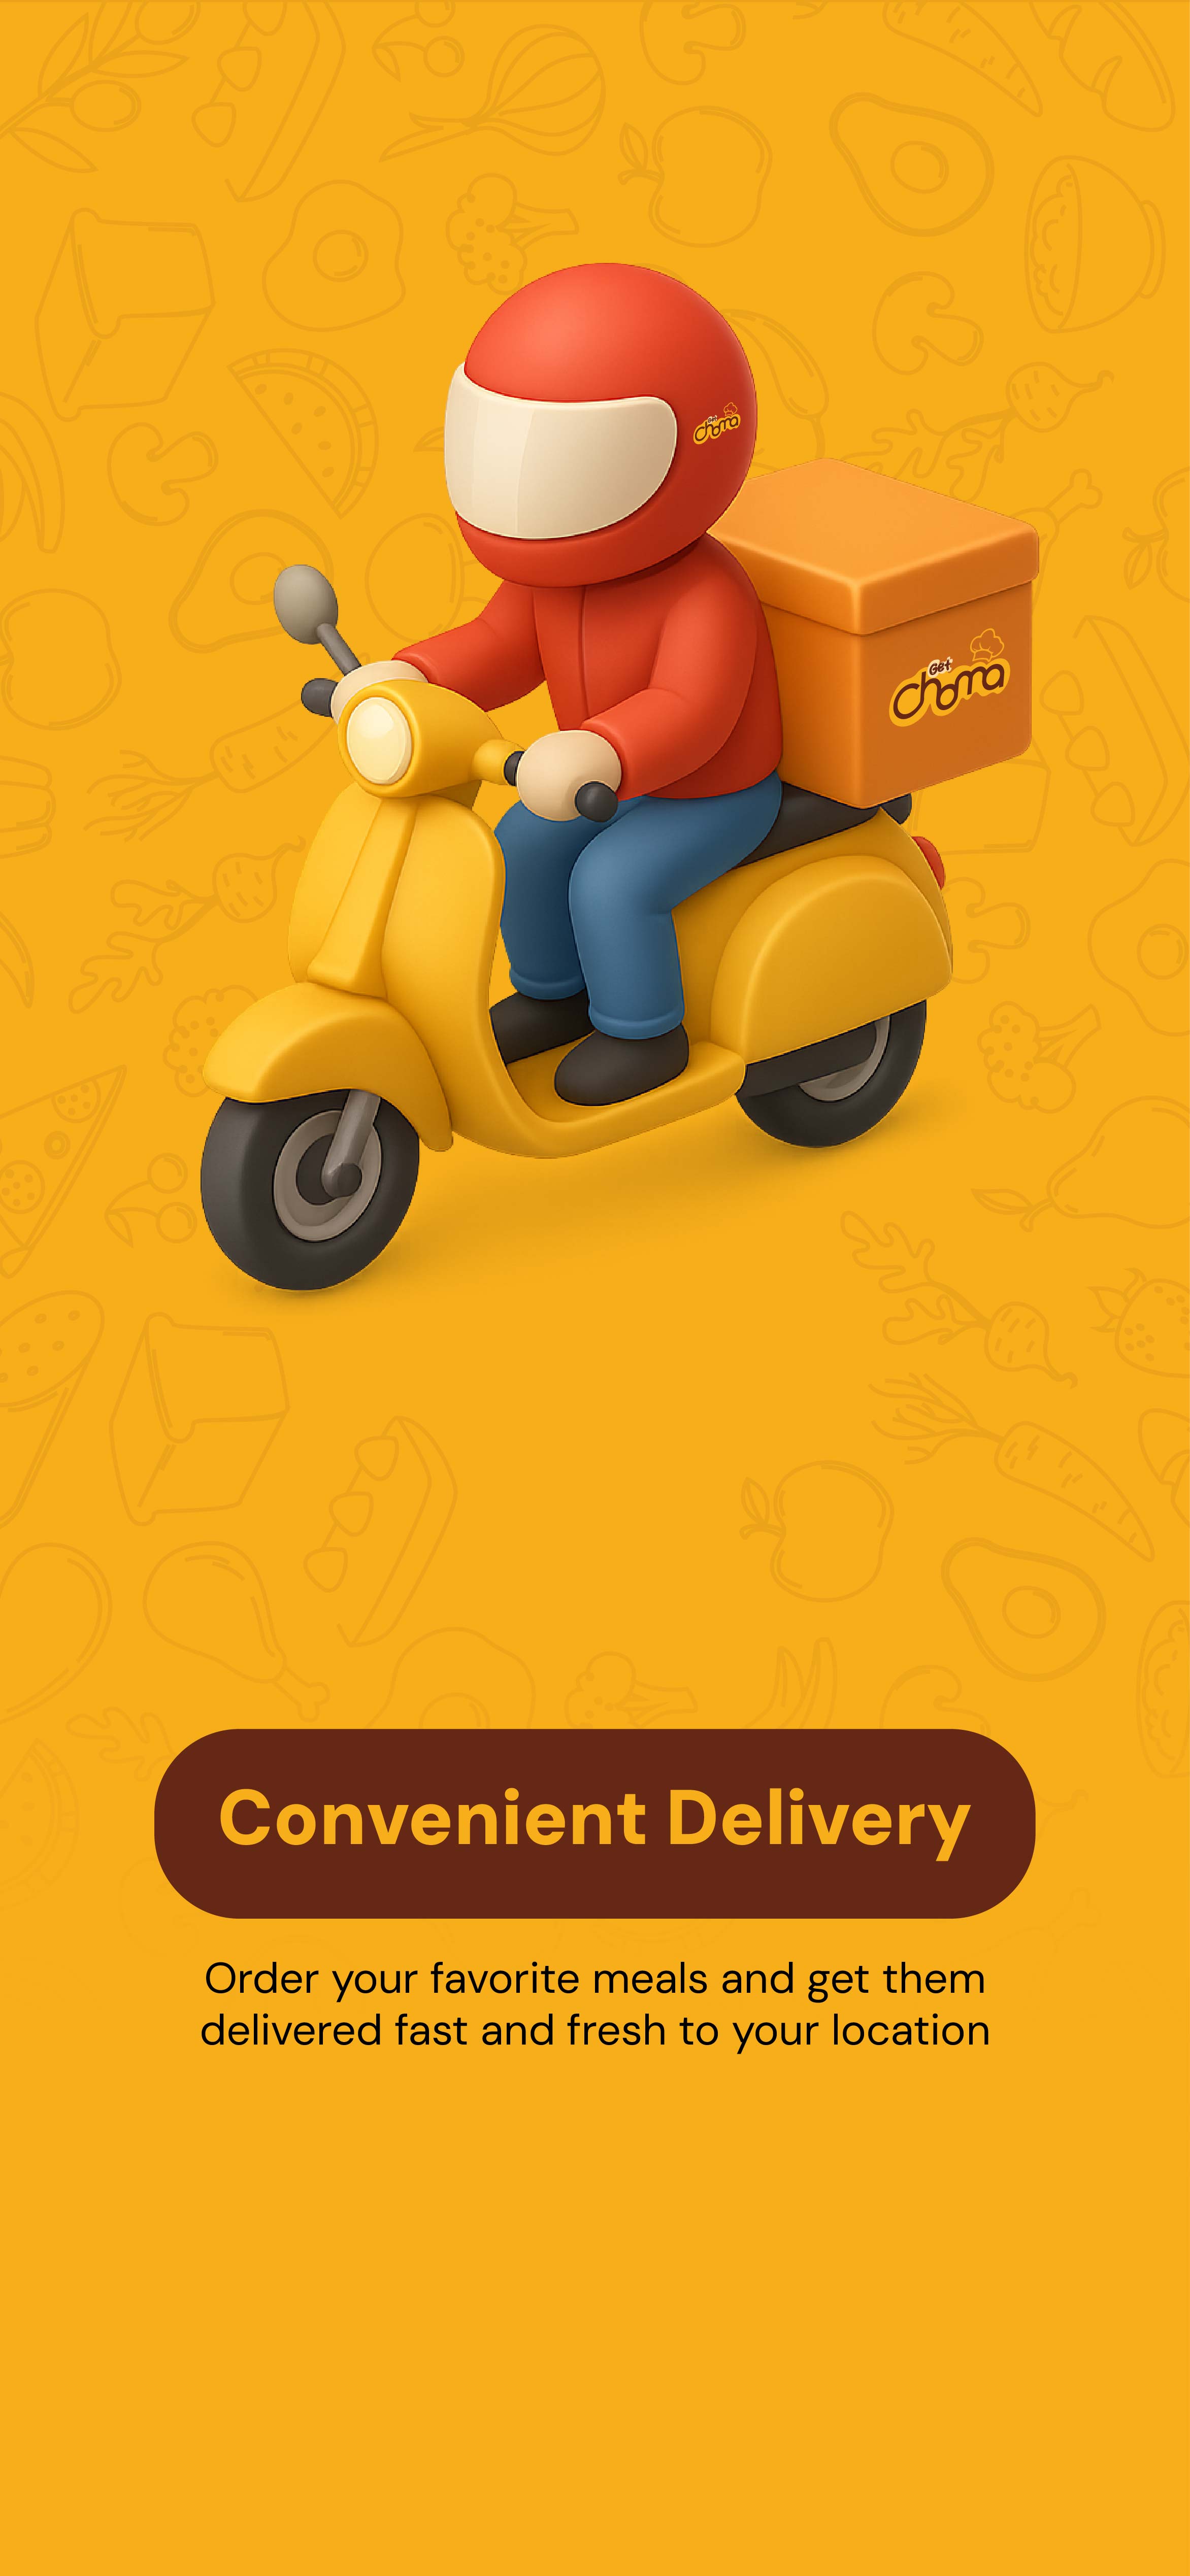 Get
choma
Get
choma
Convenient Delivery
Order your favorite meals and get them
delivered fast and fresh to your location